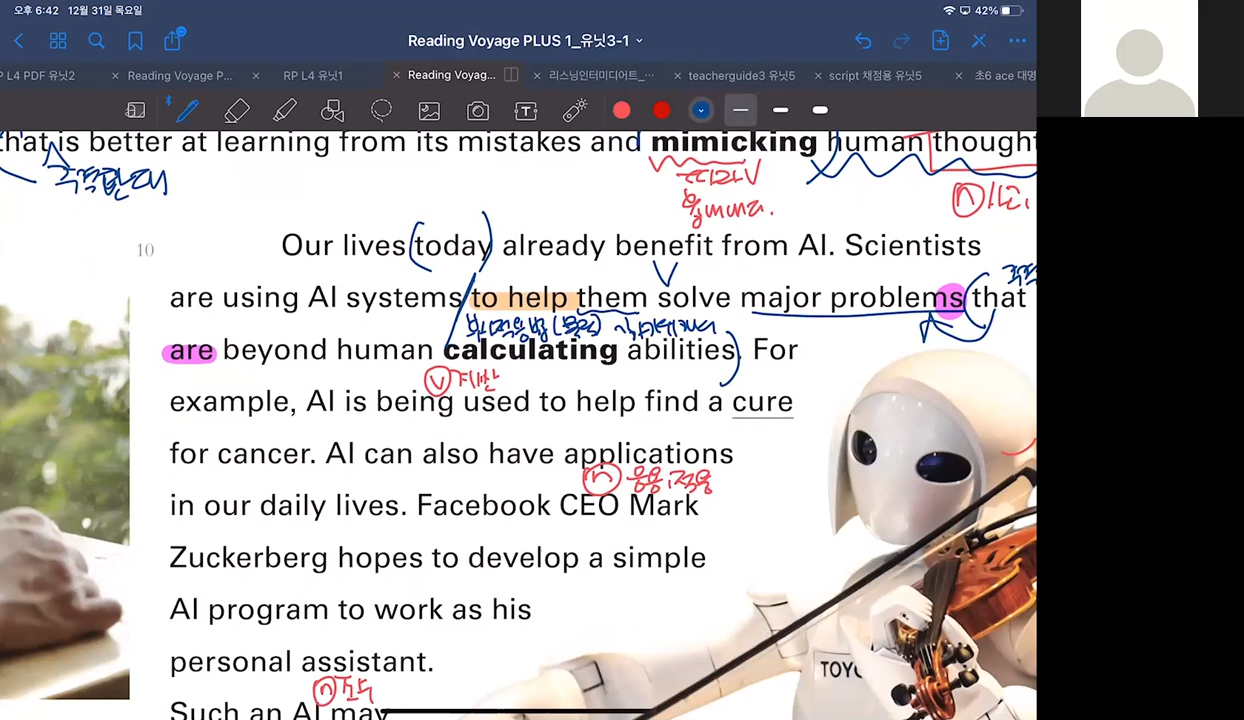 오후 6:42 12월 31일 목요일
42%
Reading Voyage PLUS 1_유닛3-1
P L4 PDF 유닛2
Reading Voyage P...
RP L4 유닛1
Reading Voyag...
리스닝인터미디어트_...
teacherguide3 유닛5
script 채점용 유닛5
초6 ace 대명
that is better at learning from its mistakes and mimicking human thought
10
Our lives today already benefit from AI. Scientists
are using AI systems to help them solve major problems that
are beyond human calculating abilities. For
v
example, AI is being used to help find a cure
for cancer. AI can also have applications
n 응용, 적용
in our daily lives. Facebook CEO Mark
Zuckerberg hopes to develop a simple
AI program to work as his
personal assistant.
n 조수
Such an AI may